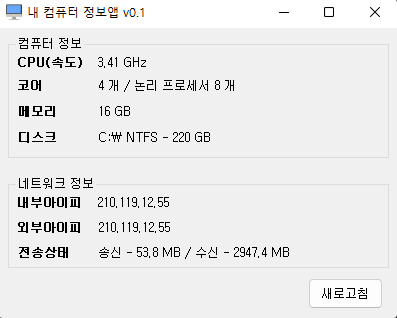 내 컴퓨터 정보앱 v0.1
컴퓨터 정보
CPU(속도) 3.41 GHz
코어 4 개 / 논리 프로세서 8 개
메모리 16 GB
디스크 C:₩ NTFS - 220 GB
네트워크 정보
내부아이피 210.119.12.55
외부아이피 210.119.12.55
전송상태 송신 - 53.8 MB / 수신 - 2947.4 MB
새로고침